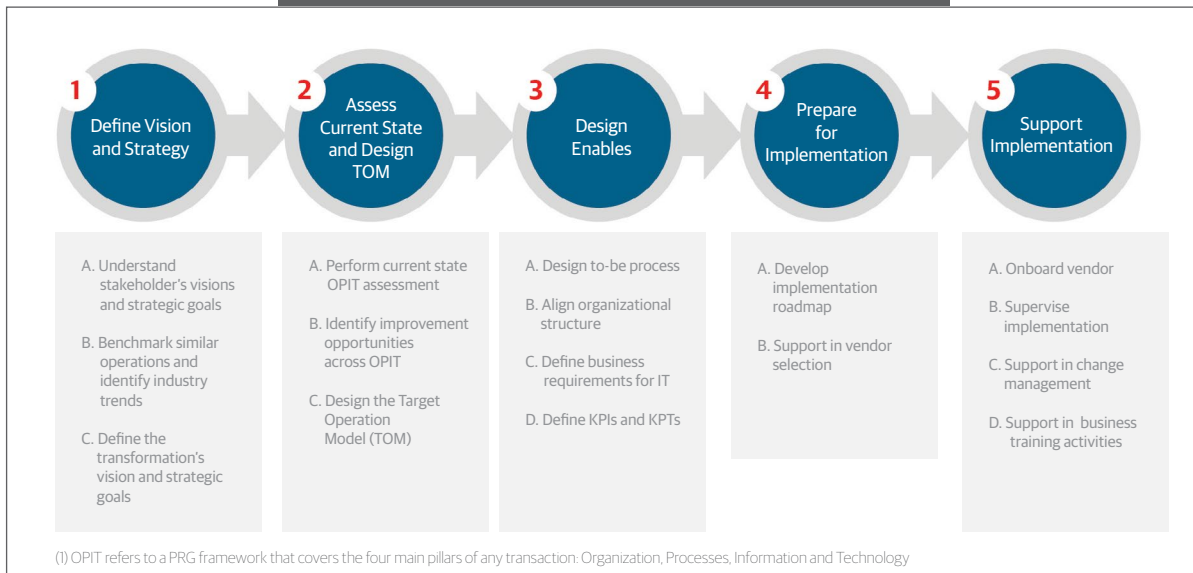 1
Define Vision
and Strategy
2
Assess
Current State
and Design
TOM
3
Design
Enables
4
Prepare
for
Implementation
5
Support
Implementation
A. Understand
stakeholder's visions
and strategic goals
B. Benchmark similar
operations and
identify industry
trends
C. Define the
transformation's
vision and strategic
goals
A. Perform current state
OPIT assessment
B. Identify improvement
opportunities
across OPIT
C. Design the Target
Operation
Model (TOM)
A. Design to-be process
B. Align organizational
structure
C. Define business
requirements for IT
D. Define KPIs and KPTs
A. Develop
implementation
roadmap
B. Support in vendor
selection
A. Onboard vendor
B. Supervise
implementation
C. Support in change
management
D. Support in business
training activities
(1) OPIT refers to a PRG framework that covers the four main pillars of any transaction: Organization, Processes, Information and Technology